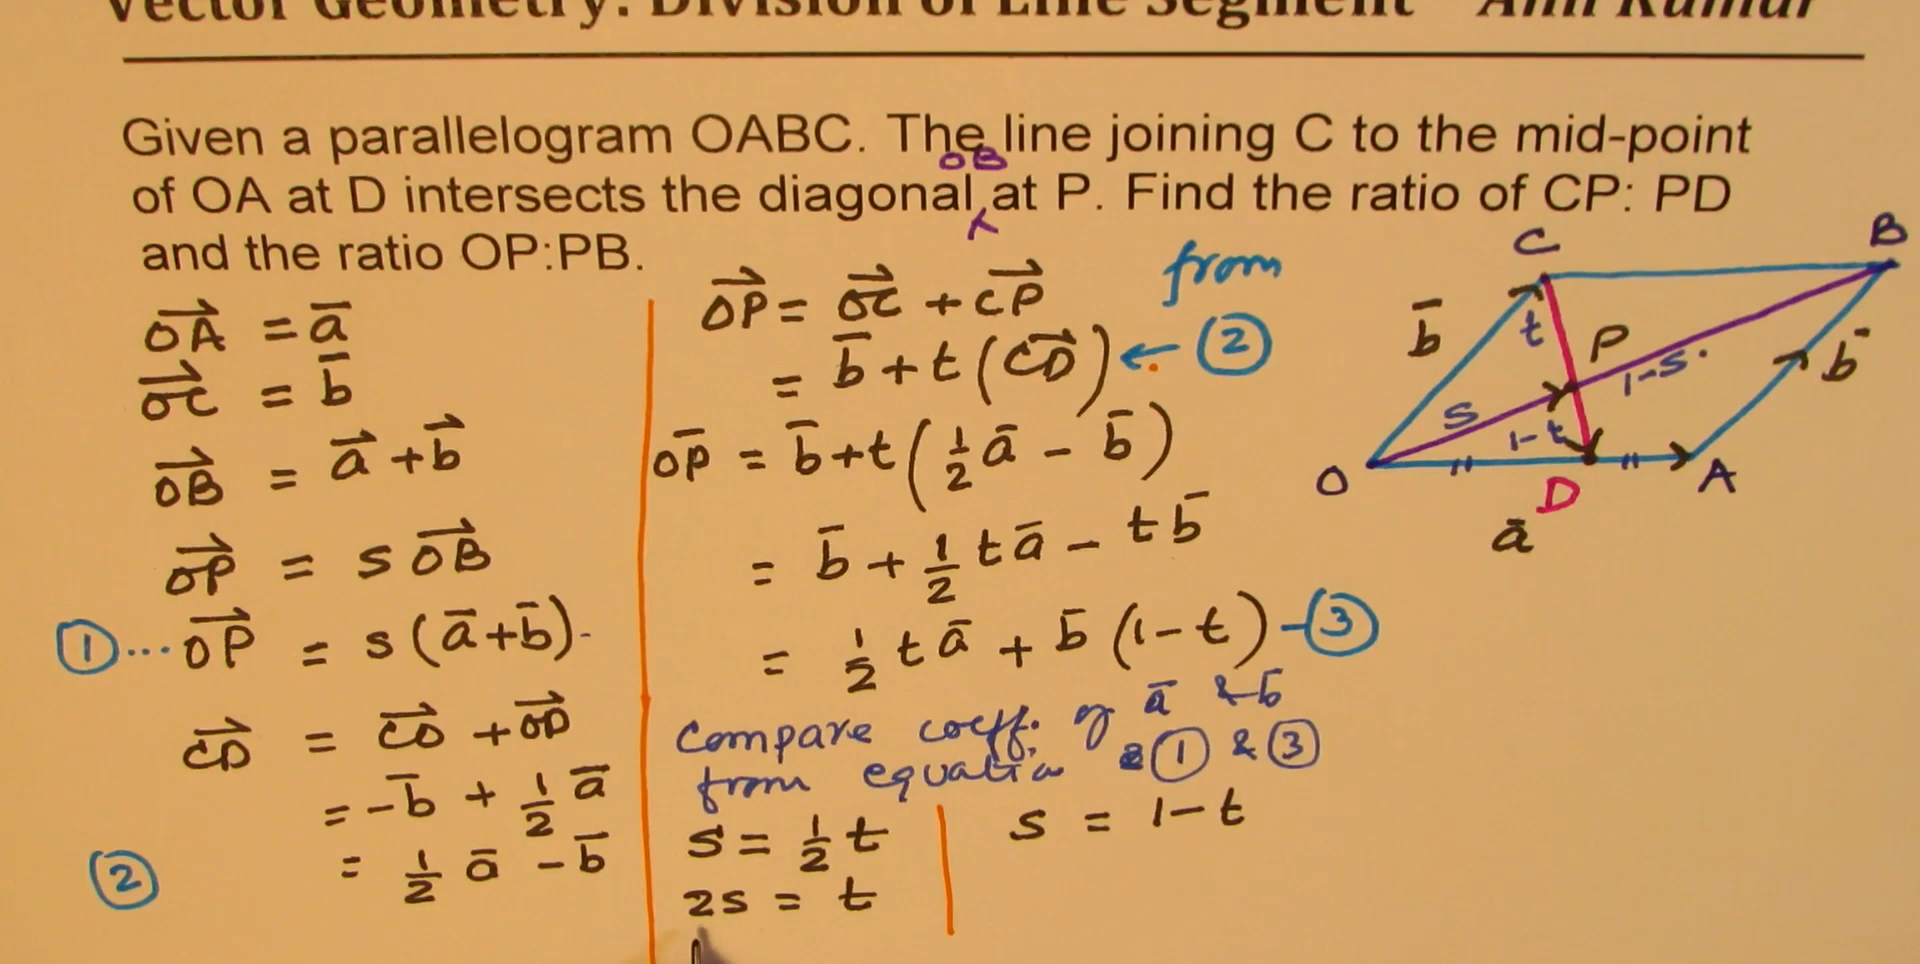 Vector Geometry: Division of Line Segment Anil Kumar
Given a parallelogram OABC. The line joining C to the mid-point
of OA at D intersects the diagonal OB at P. Find the ratio of CP: PD
and the ratio OP:PB.
O͞A⃗ = a̅
OC⃗ = b̅
OB⃗ = a⃗ + b⃗
OP⃗ = s OB⃗
① ... OP⃗ = s(a̅+b̅).
CD⃗ = CO⃗ + OD⃗
= -b̅ + 1/2 a̅
② = 1/2 a̅ - b̅
OP⃗ = OC⃗ + CP⃗
= b̅ + t(CD⃗) ← ② from
OP̅ = b̅ + t(1/2 a̅ - b̅)
= b̅ + 1/2 t a̅ - t b̅
= 1/2 t a̅ + b̅ (1-t) - ③
compare coeff. of a̅ & b̅
from equation ① & ③
s = 1/2 t
2s = t
s = 1-t
C
B
b̅
t
P
1-s
b̅
s
1-t
O
D
A
a̅